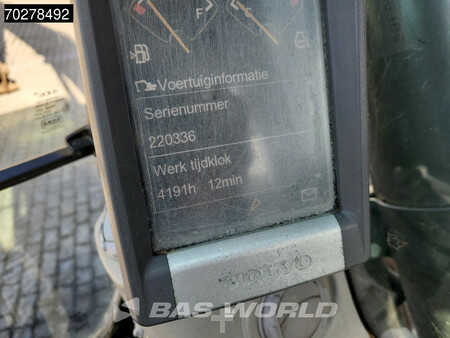 70278492
F
Voertuiginformatie
Serienummer
220336
Werk tijdklok
4191h 12min
VOLVO
BAS WORLD